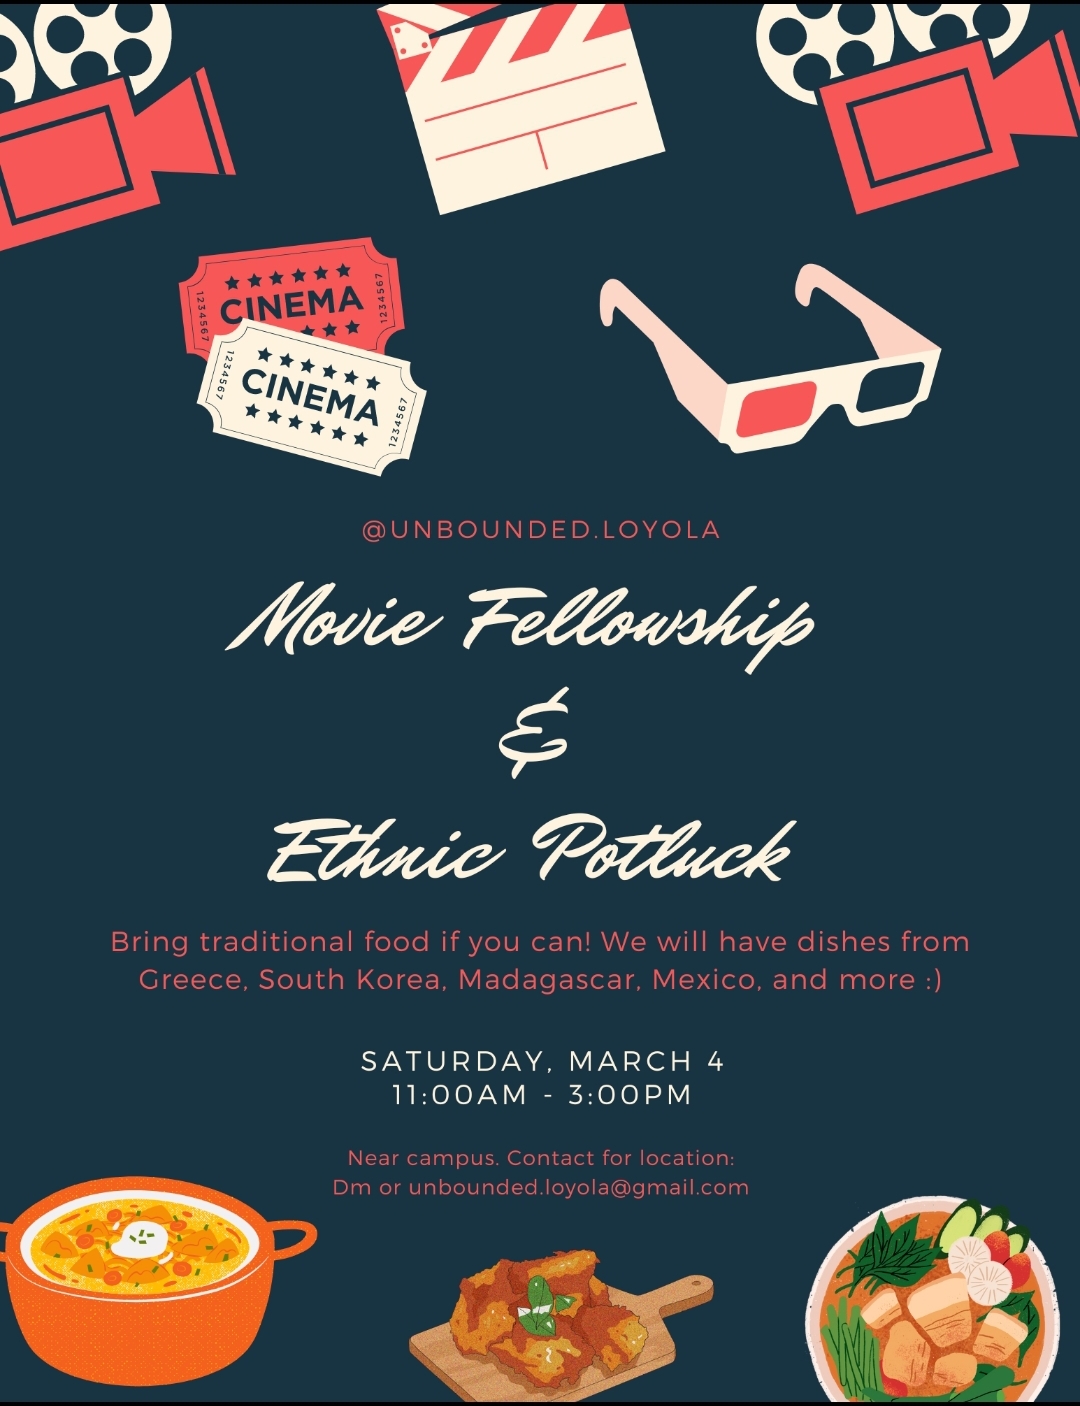 CINEMA
1234567
1234567
CINEMA
1234567
1234567
@UNBOUNDED.LOYOLA
Movie Fellowship
&
Ethnic Potluck
Bring traditional food if you can! We will have dishes from
Greece, South Korea, Madagascar, Mexico, and more :)
SATURDAY, MARCH 4
11:00AM - 3:00PM
Near campus. Contact for location:
Dm or unbounded.loyola@gmail.com